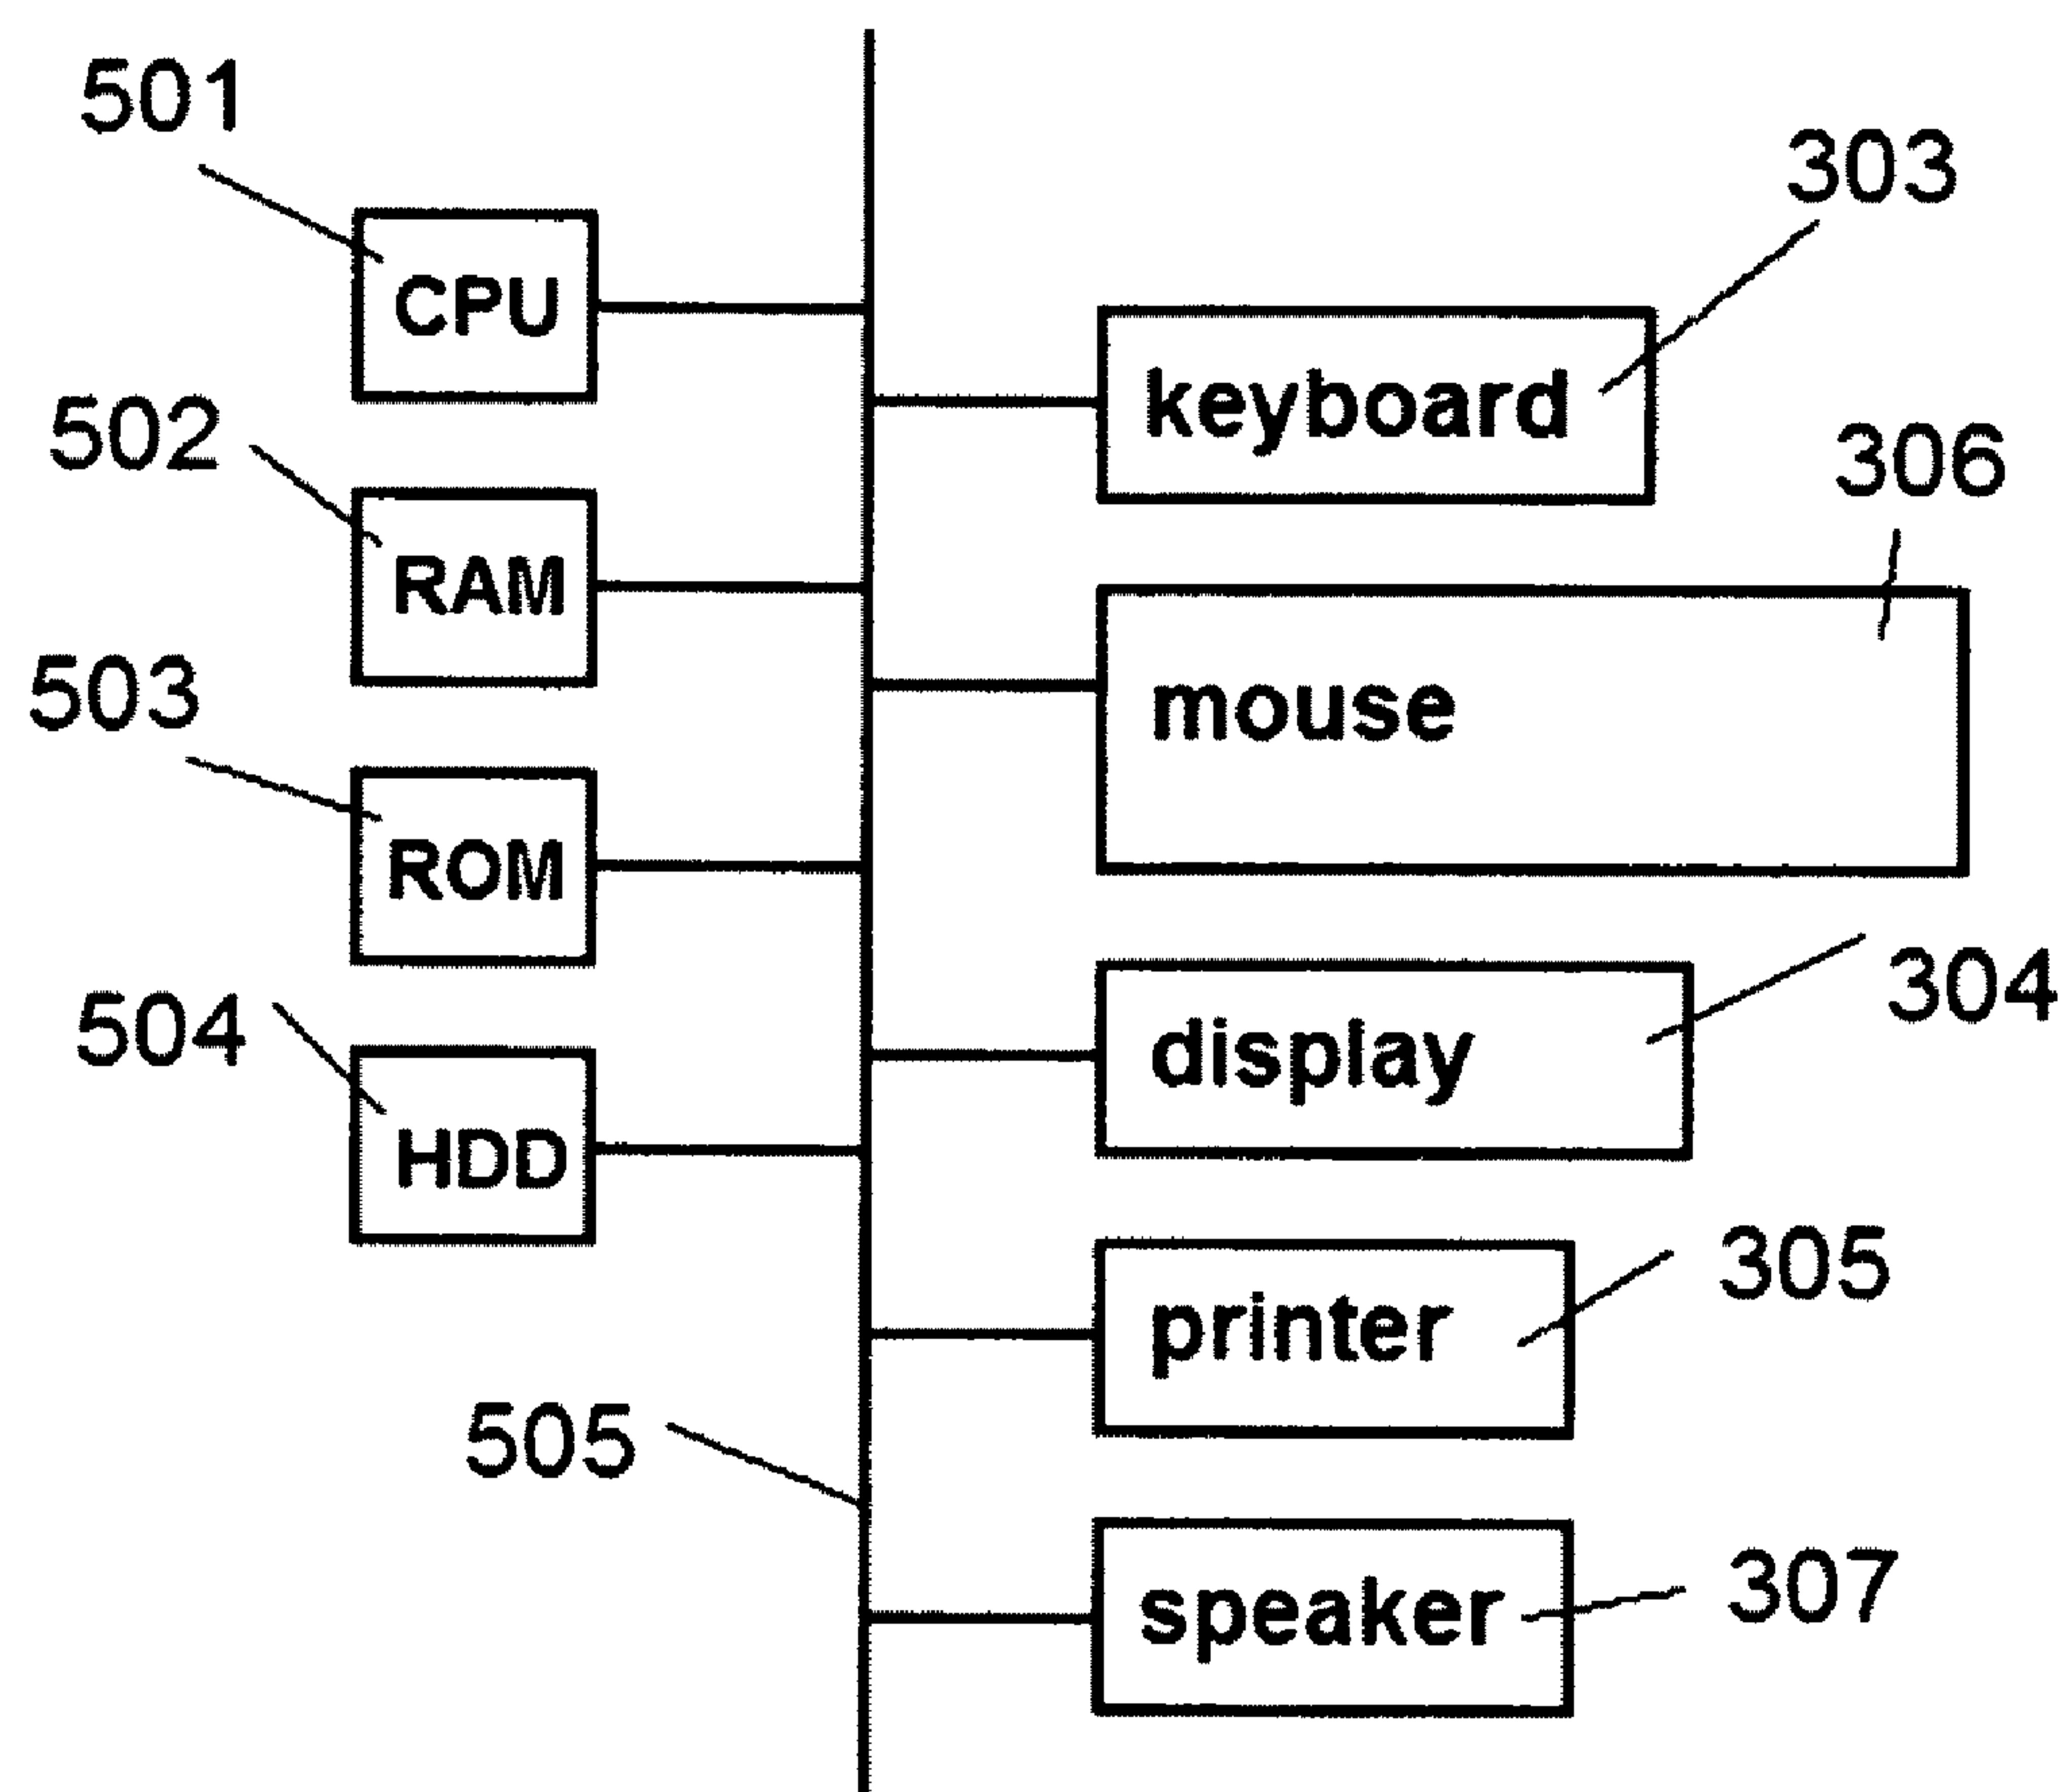 501
CPU
303
keyboard
502
RAM
306
mouse
503
ROM
304
display
504
HDD
305
printer
505
307
speaker